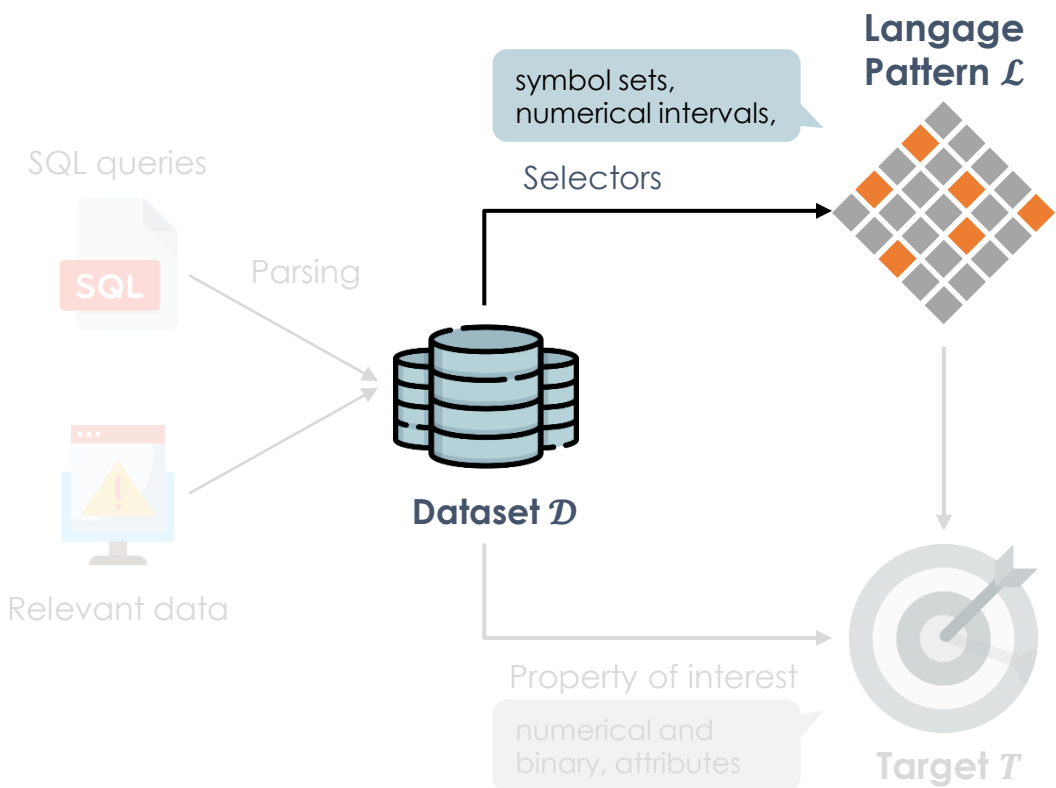 Langage
Pattern ℒ
symbol sets,
numerical intervals,
SQL queries
Selectors
Parsing
SQL
Dataset 𝒟
Relevant data
Property of interest
numerical and
binary, attributes
Target T